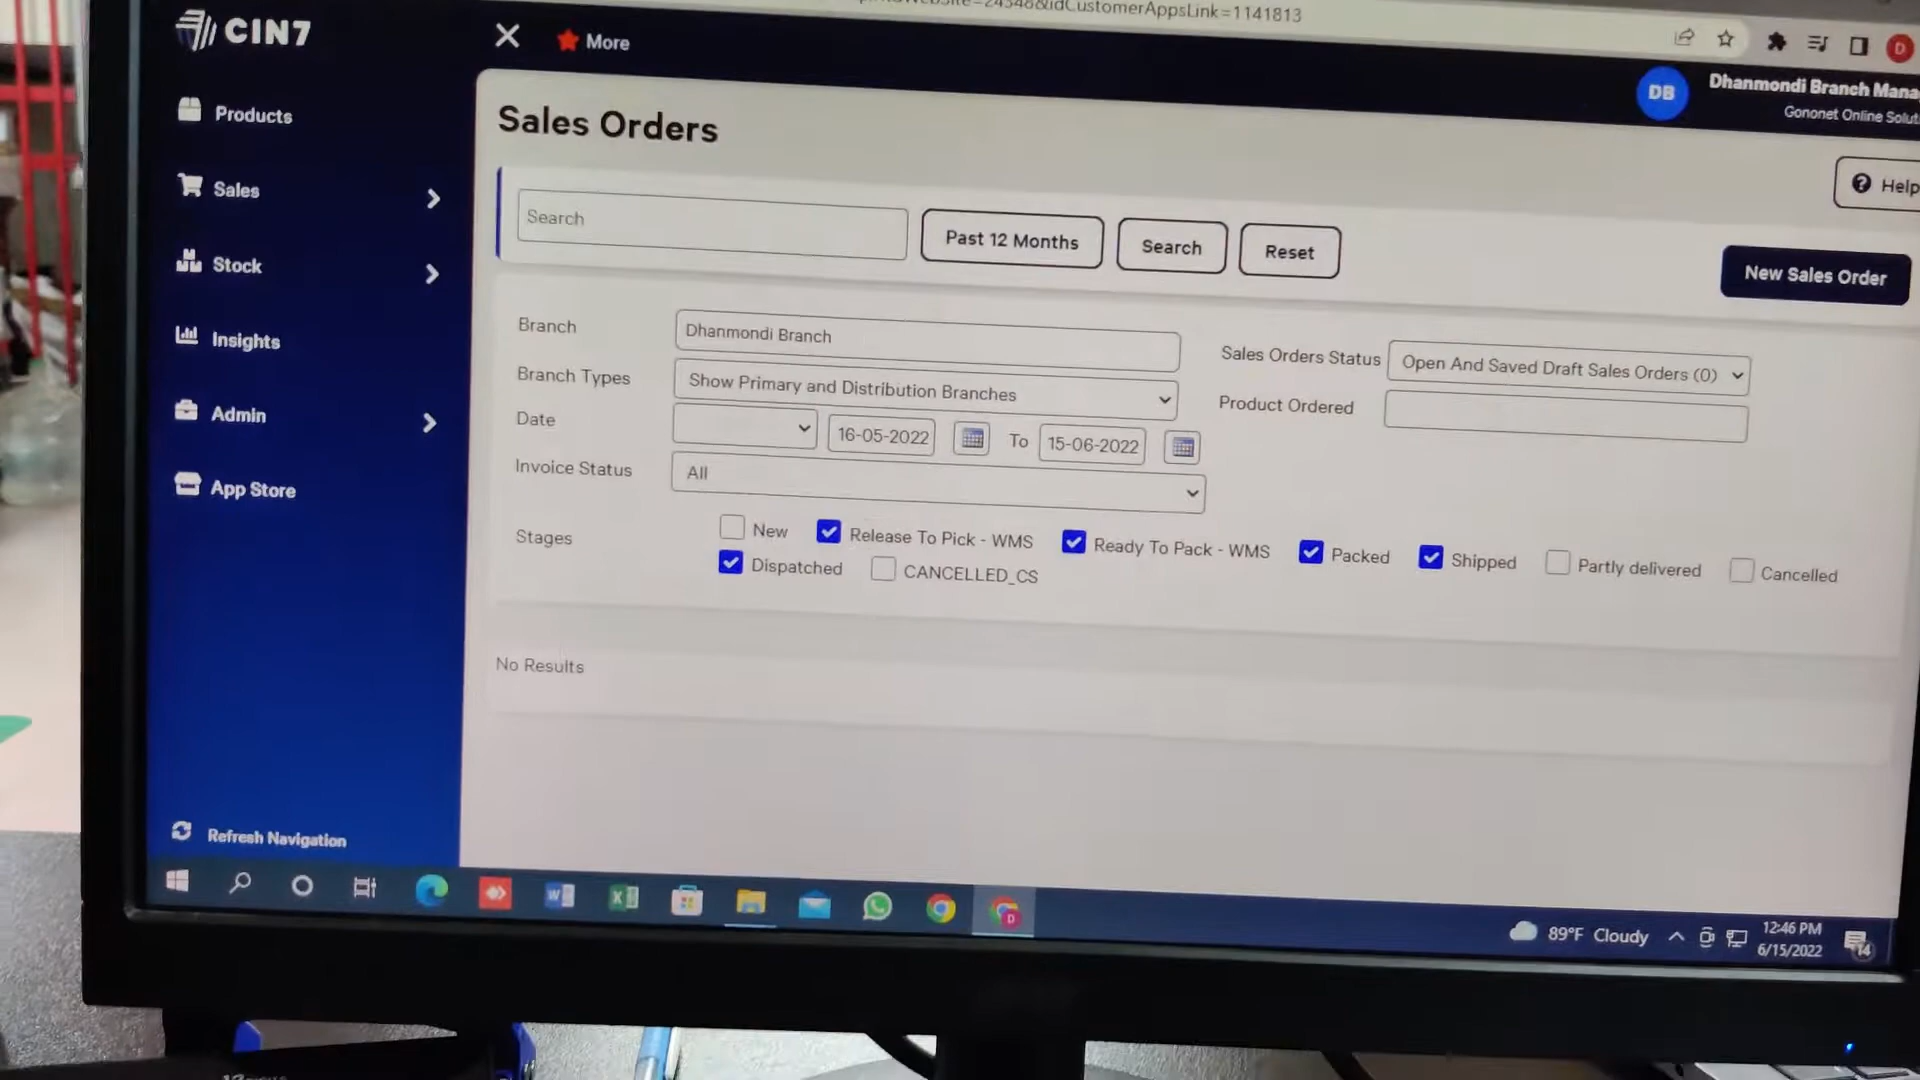 idCustomerAppsLink=1141813
CIN7
More
Dhanmondi Branch
Gononet Online
Products
Sales Orders
Help
Sales
Search
Past 12 Months
Search
Reset
New Sales Order
Stock
Branch
Dhanmondi Branch
Sales Orders Status
Open And Saved Draft Sales Orders (0)
Insights
Branch Types
Show Primary and Distribution Branches
Product Ordered
Date
16-05-2022
To
15-06-2022
Admin
Invoice Status
All
App Store
Stages
New
Release To Pick - WMS
Ready To Pack - WMS
Packed
Shipped
Partly delivered
Cancelled
Dispatched
CANCELLED_CS
No Results
Refresh Navigation
89°F Cloudy
12:46 PM
6/15/2022
14
DB
D